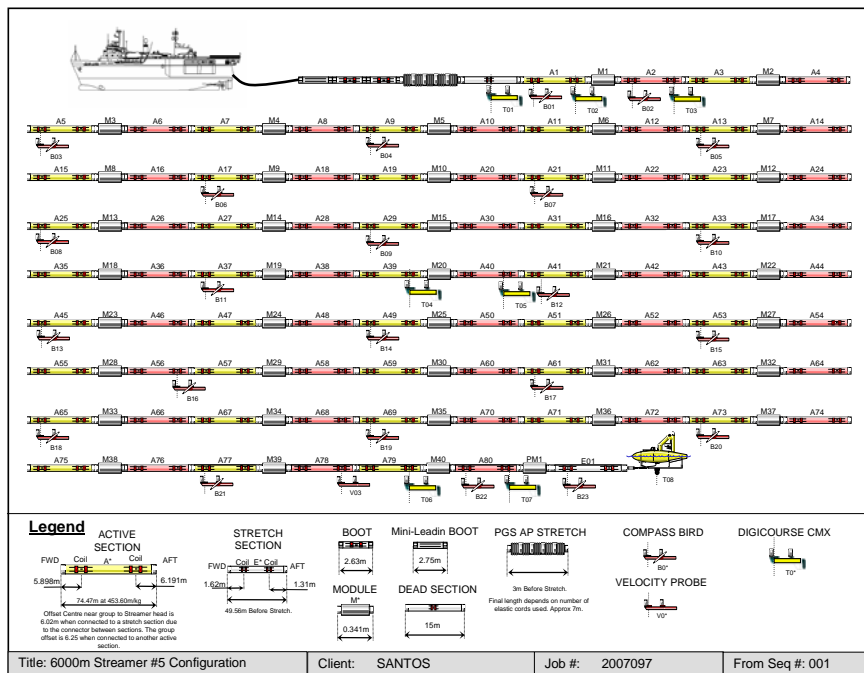 A1 M1 A2 A3 M2 A4
T01 B01 T02 B02 T03
A5 M3 A6 A7 M4 A8 A9 M5 A10 A11 M6 A12 A13 M7 A14
B03 B04 B05
A15 M8 A16 A17 M9 A18 A19 M10 A20 A21 M11 A22 A23 M12 A24
B06 B07
A25 M13 A26 A27 M14 A28 A29 M15 A30 A31 M16 A32 A33 M17 A34
B08 B09 B10
A35 M18 A36 A37 M19 A38 A39 M20 A40 A41 M21 A42 A43 M22 A44
B11 T04 T05 B12
A45 M23 A46 A47 M24 A48 A49 M25 A50 A51 M26 A52 A53 M27 A54
B13 B14 B15
A55 M28 A56 A57 M29 A58 A59 M30 A60 A61 M31 A62 A63 M32 A64
B16 B17
A65 M33 A66 A67 M34 A68 A69 M35 A70 A71 M36 A72 A73 M37 A74
B18 B19 B20
A75 M38 A76 A77 M39 A78 A79 M40 A80 PM1 E01
B21 V03 T06 B22 T07 B23 T08
Legend
ACTIVE
SECTION
FWD Coil A* Coil AFT
5.898m 6.191m
74.47m at 453.60m/kg
Offset Centre near group to Streamer head is
6.02m when connected to a stretch section due
to the connector between sections. The group
offset is 6.25 when connected to another active
section.
STRETCH
SECTION
FWD Coil E* Coil AFT
1.62m 1.31m
49.56m Before Stretch.
BOOT
2.63m
MODULE
M*
0.341m
Mini-Leadin BOOT
2.75m
DEAD SECTION
15m
PGS AP STRETCH
3m Before Stretch.
Final length depends on number of
elastic cords used. Approx 7m.
COMPASS BIRD
B0*
VELOCITY PROBE
V0*
DIGICOURSE CMX
T0*
Title: 6000m Streamer #5 Configuration
Client: SANTOS
Job #: 2007097
From Seq #: 001